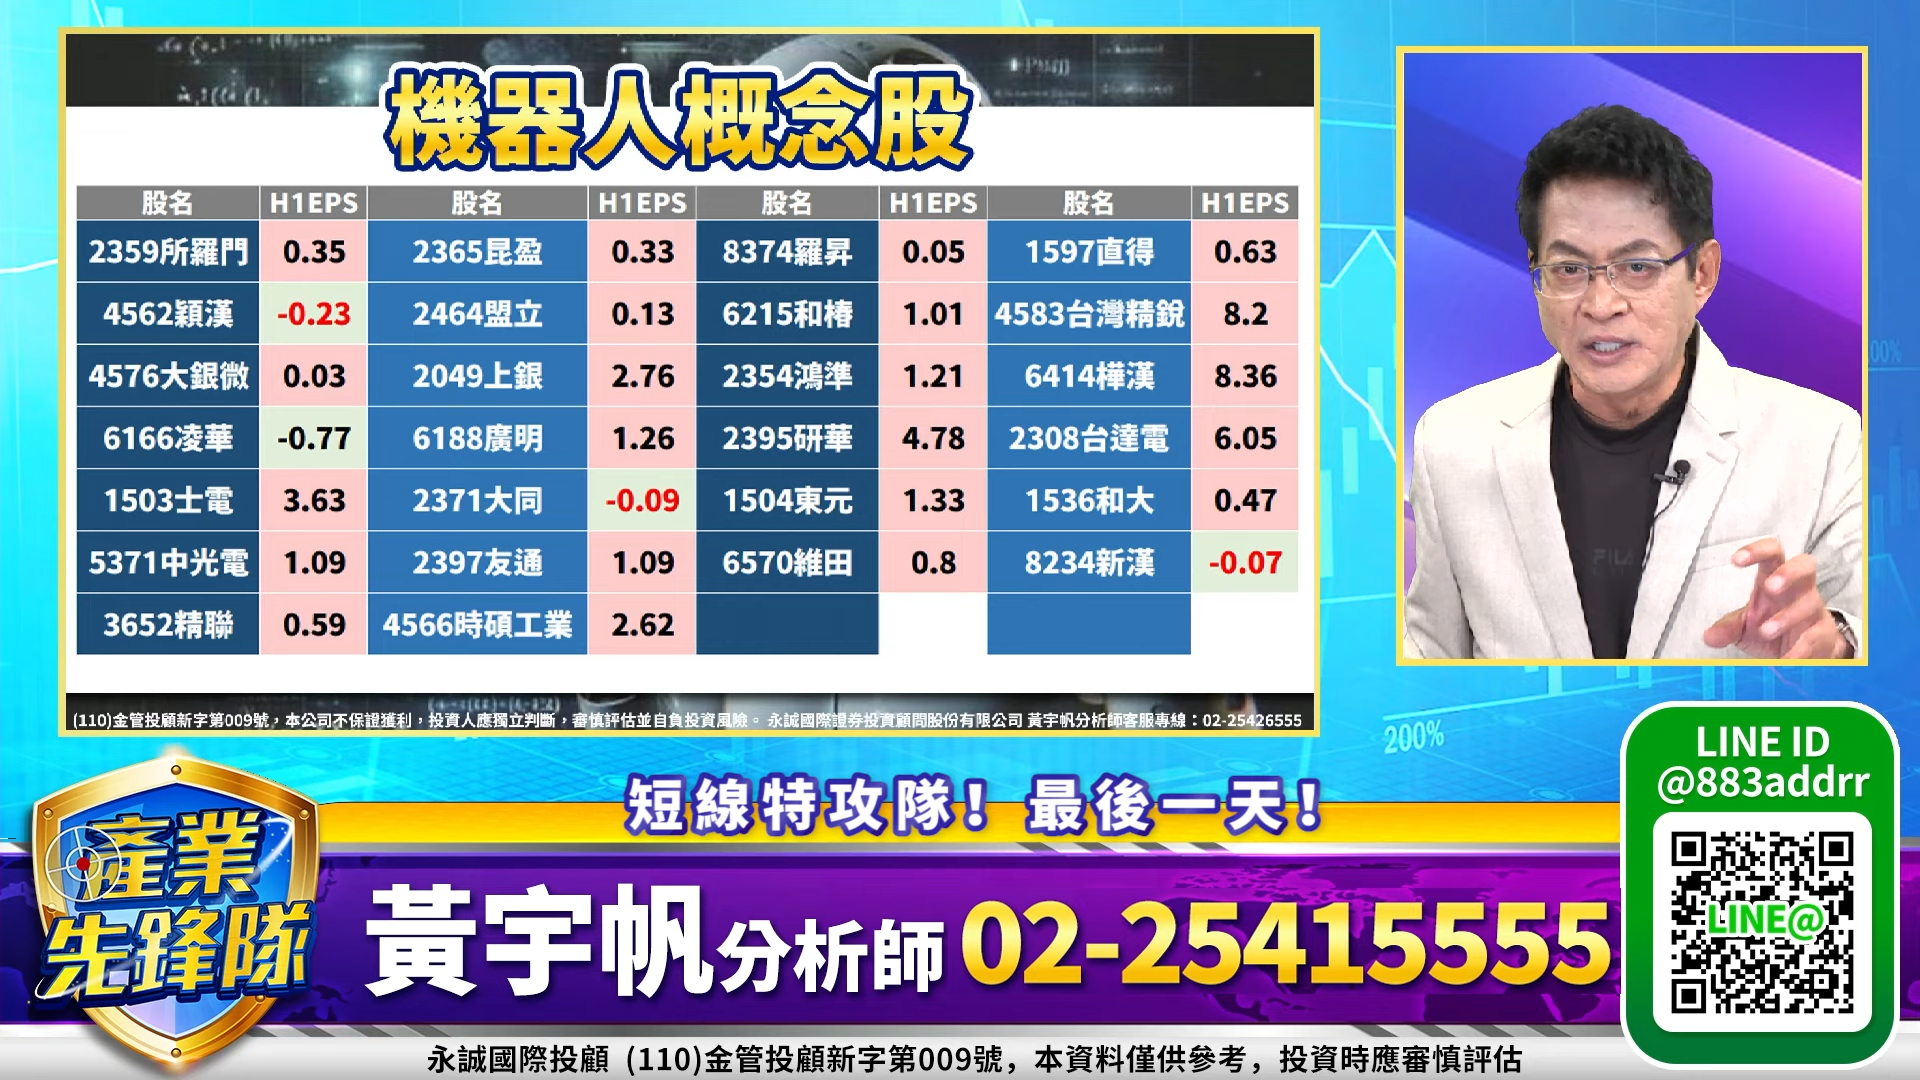 機器人概念股
股名 H1EPS 股名 H1EPS 股名 H1EPS 股名 H1EPS
2359所羅門 0.35 2365昆盈 0.33 8374羅昇 0.05 1597直得 0.63
4562穎漢 -0.23 2464盟立 0.13 6215和椿 1.01 4583台灣精銳 8.2
4576大銀微 0.03 2049上銀 2.76 2354鴻準 1.21 6414樺漢 8.36
6166凌華 -0.77 6188廣明 1.26 2395研華 4.78 2308台達電 6.05
1503士電 3.63 2371大同 -0.09 1504東元 1.33 1536和大 0.47
5371中光電 1.09 2397友通 1.09 6570維田 0.8 8234新漢 -0.07
3652精聯 0.59 4566時碩工業 2.62
(110)金管投顧新字第009號，本公司不保證獲利，投資人應獨立判斷，審慎評估並自負投資風險。 永誠國際證券投資顧問股份有限公司 黃宇帆分析師客服專線：02-25426555
FILA
200%
LINE ID
@883addrr
LINE@
短線特攻隊！最後一天！
產業
先鋒隊
黃宇帆分析師 02-25415555
永誠國際投顧 (110)金管投顧新字第009號，本資料僅供參考，投資時應審慎評估